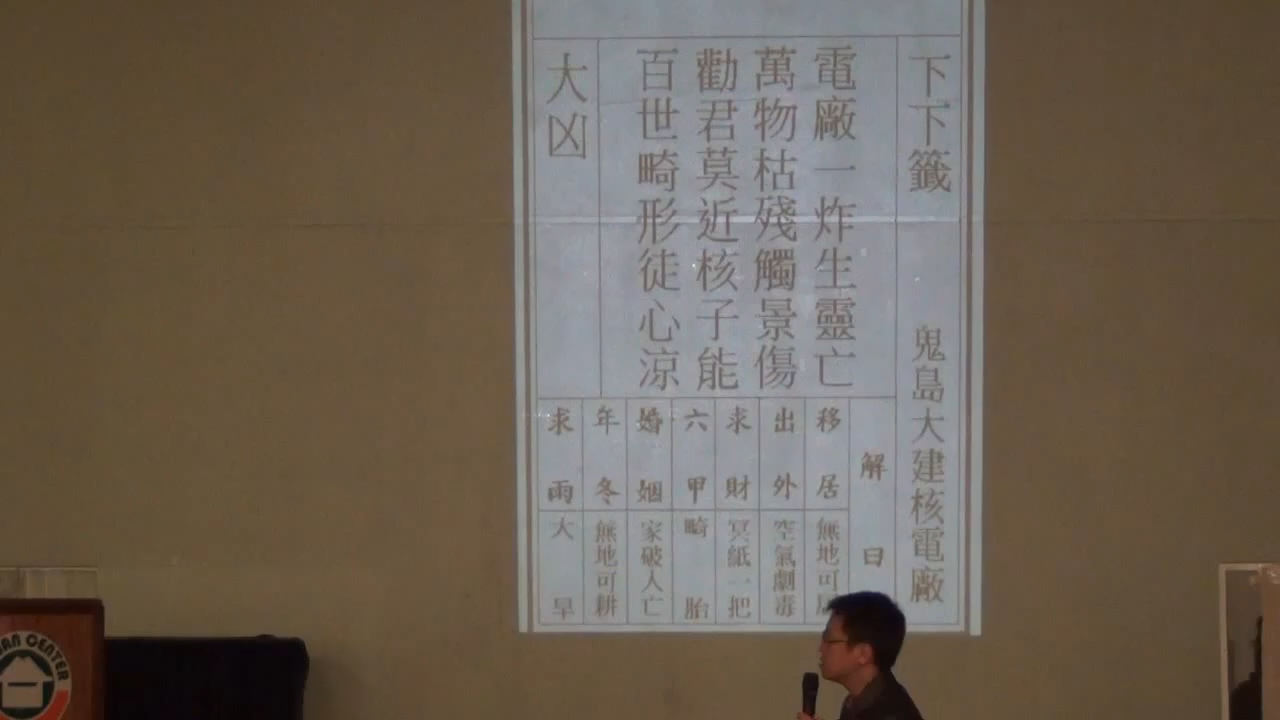 下下籤
鬼島大建核電廠
電廠一炸生靈亡
萬物枯殘觸景傷
勸君莫近核子能
百世畸形徒心涼
大凶
解曰
移居
無地可居
出外
空氣劇毒
求財
冥紙一把
六甲
畸胎
婚姻
家破人亡
年冬
無地可耕
求雨
大旱
CENTER